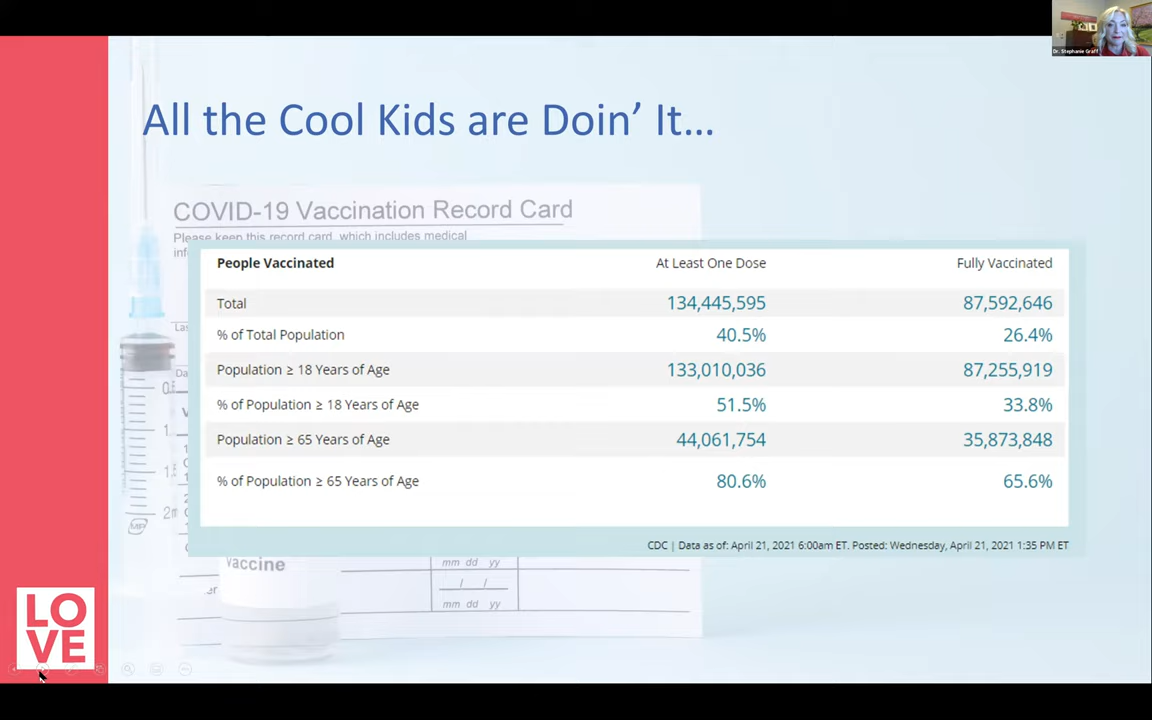 Dr. Stephanie Graff
All the Cool Kids are Doin’ It...
COVID-19 Vaccination Record Card
Please keep this record card, which includes medical
People Vaccinated At Least One Dose Fully Vaccinated
Total 134,445,595 87,592,646
% of Total Population 40.5% 26.4%
Population ≥ 18 Years of Age 133,010,036 87,255,919
% of Population ≥ 18 Years of Age 51.5% 33.8%
Population ≥ 65 Years of Age 44,061,754 35,873,848
% of Population ≥ 65 Years of Age 80.6% 65.6%
CDC | Data as of: April 21, 2021 6:00am ET. Posted: Wednesday, April 21, 2021 1:35 PM ET
Vaccine
mm dd yy
/ /
mm dd yy
LO
VE